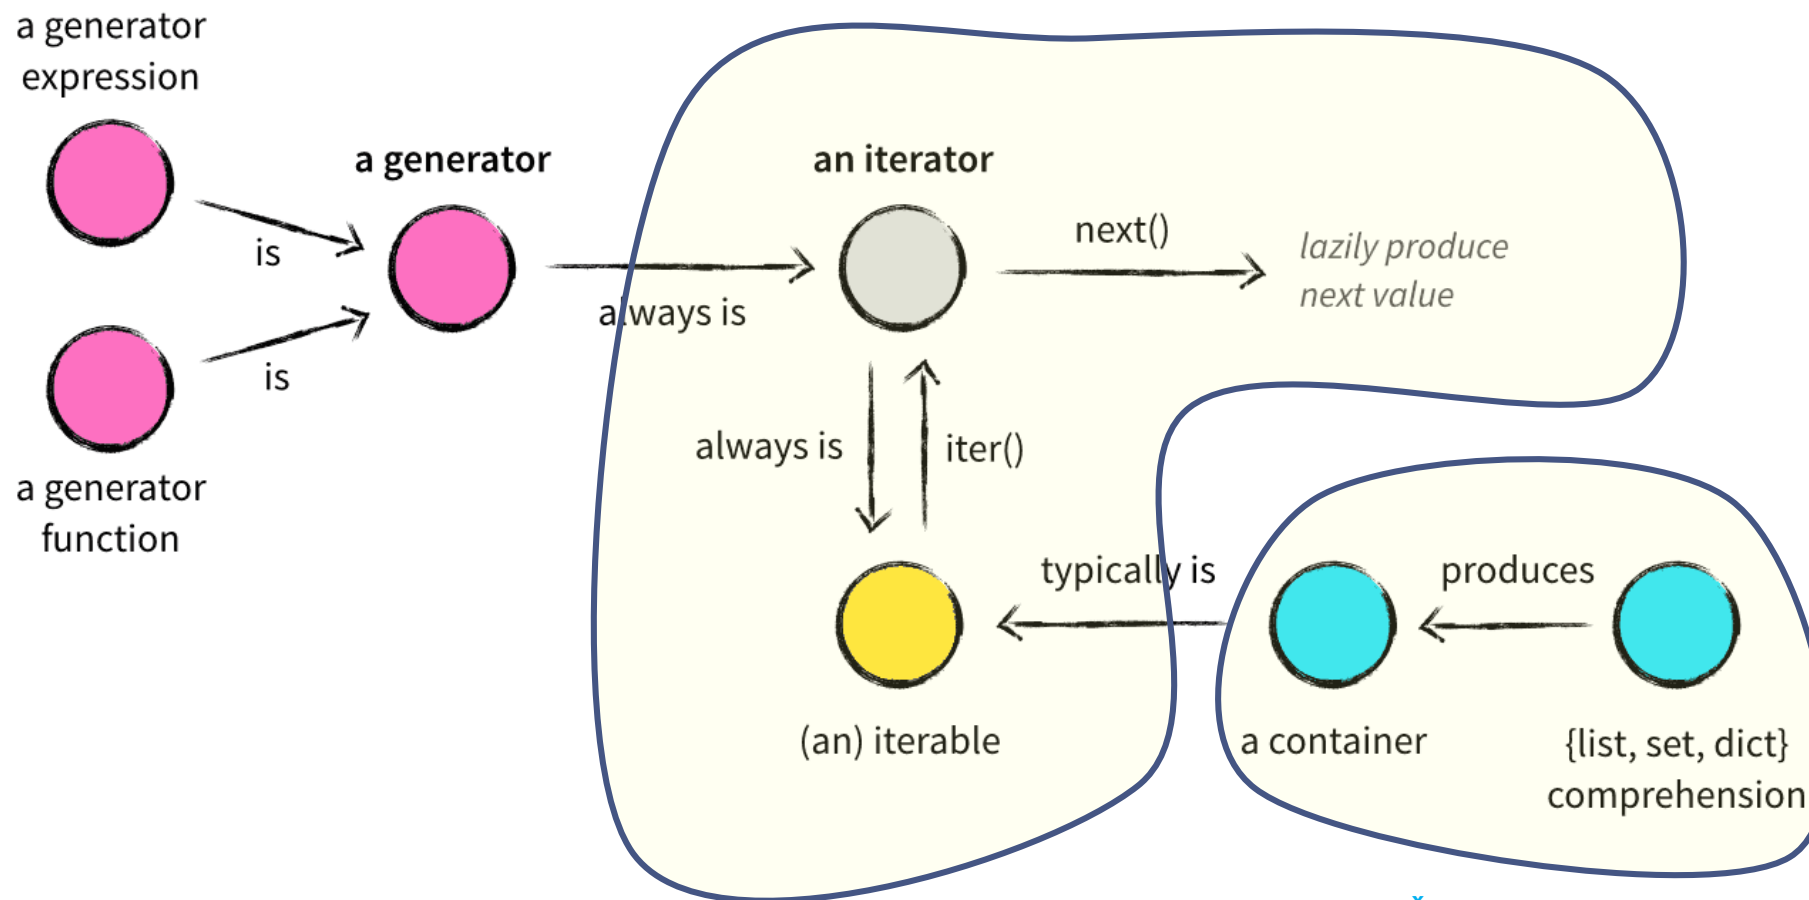 a generator
expression
a generator
an iterator
is
next()
lazily produce
next value
always is
is
always is
iter()
a generator
function
typically is
produces
(an) iterable
a container
{list, set, dict}
comprehension